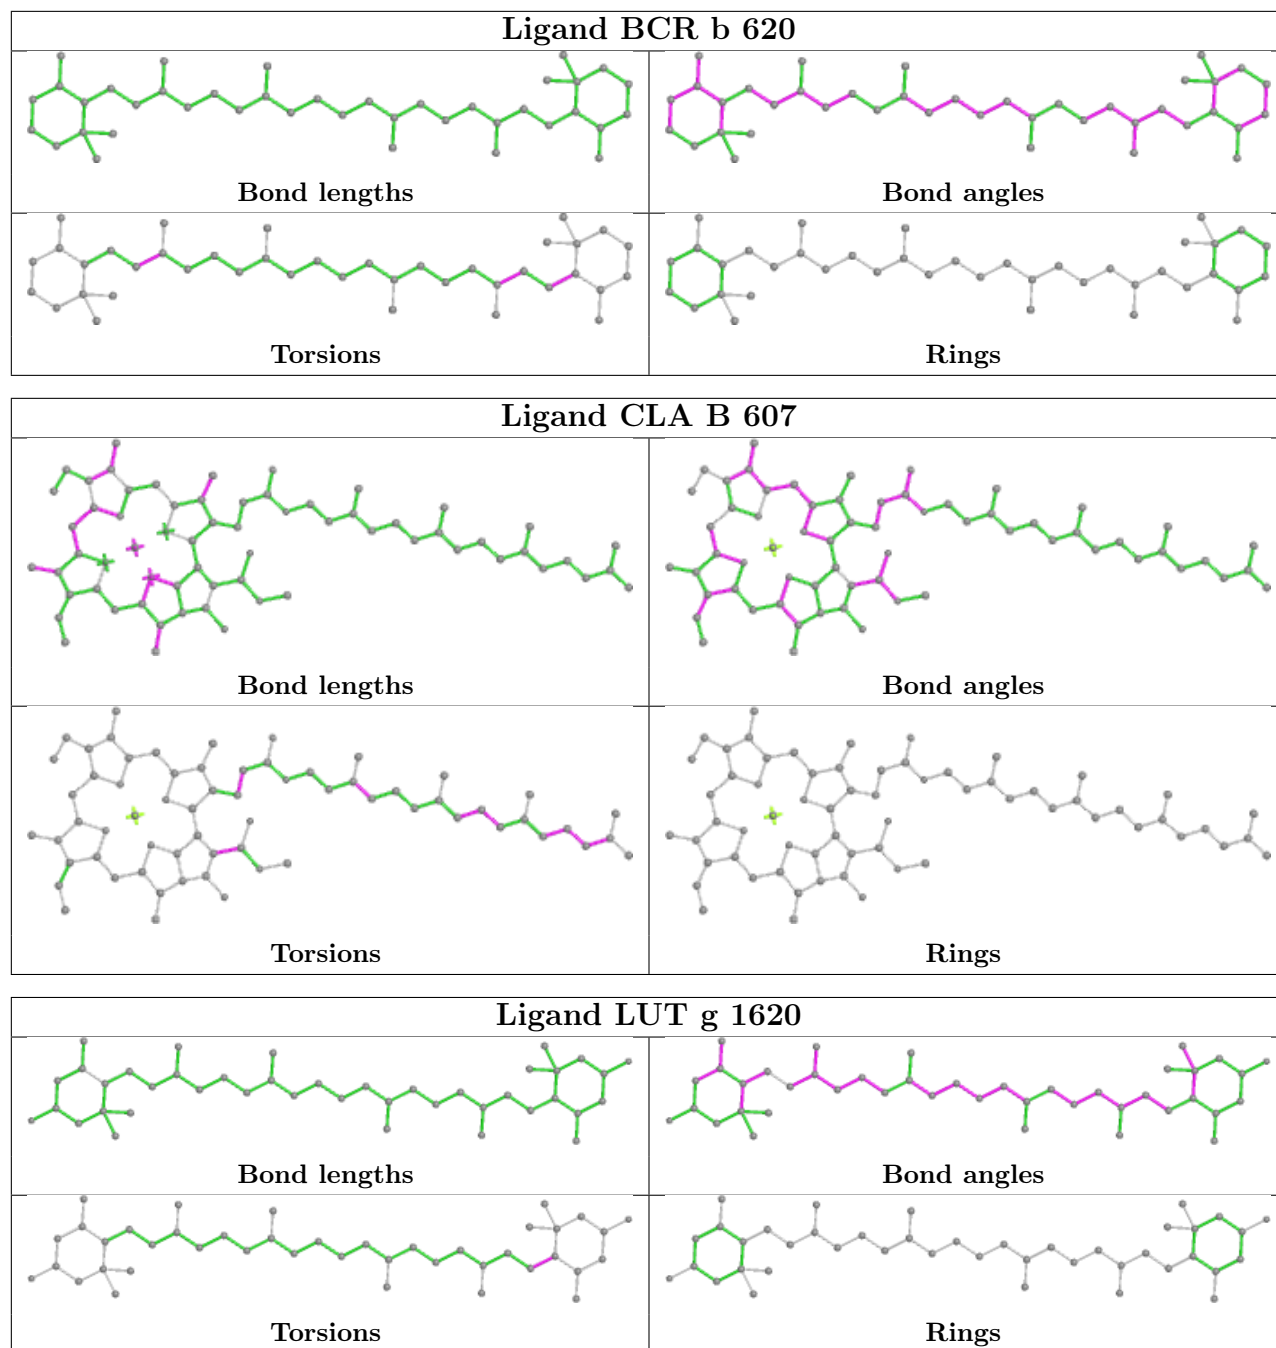 Ligand BCR b 620
Bond lengths
Bond angles
Torsions
Rings
Ligand CLA B 607
Bond lengths
Bond angles
Torsions
Rings
Ligand LUT g 1620
Bond lengths
Bond angles
Torsions
Rings